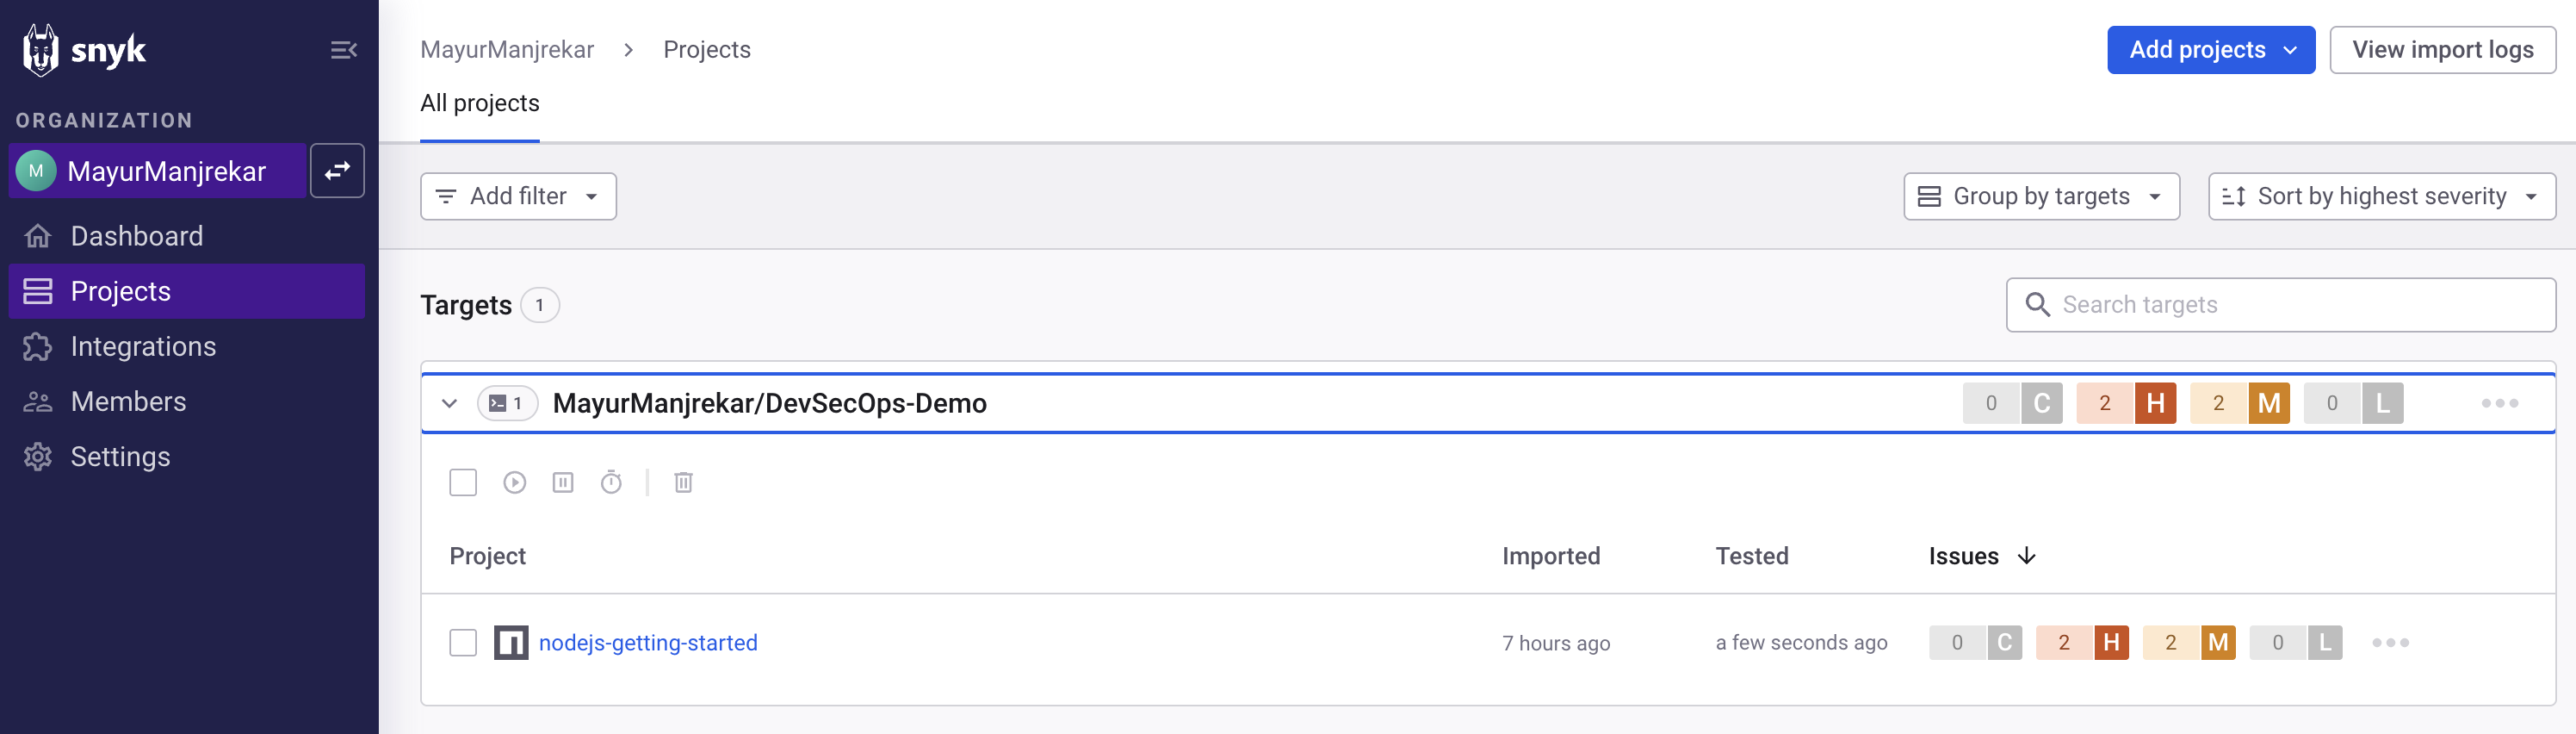 snyk
MayurManjrekar > Projects
Add projects
View import logs
All projects
ORGANIZATION
M MayurManjrekar
Dashboard
Projects
Integrations
Members
Settings
Add filter
Group by targets
Sort by highest severity
Targets 1
Search targets
1 MayurManjrekar/DevSecOps-Demo 0 C 2 H 2 M 0 L
Project Imported Tested Issues
nodejs-getting-started 7 hours ago a few seconds ago 0 C 2 H 2 M 0 L